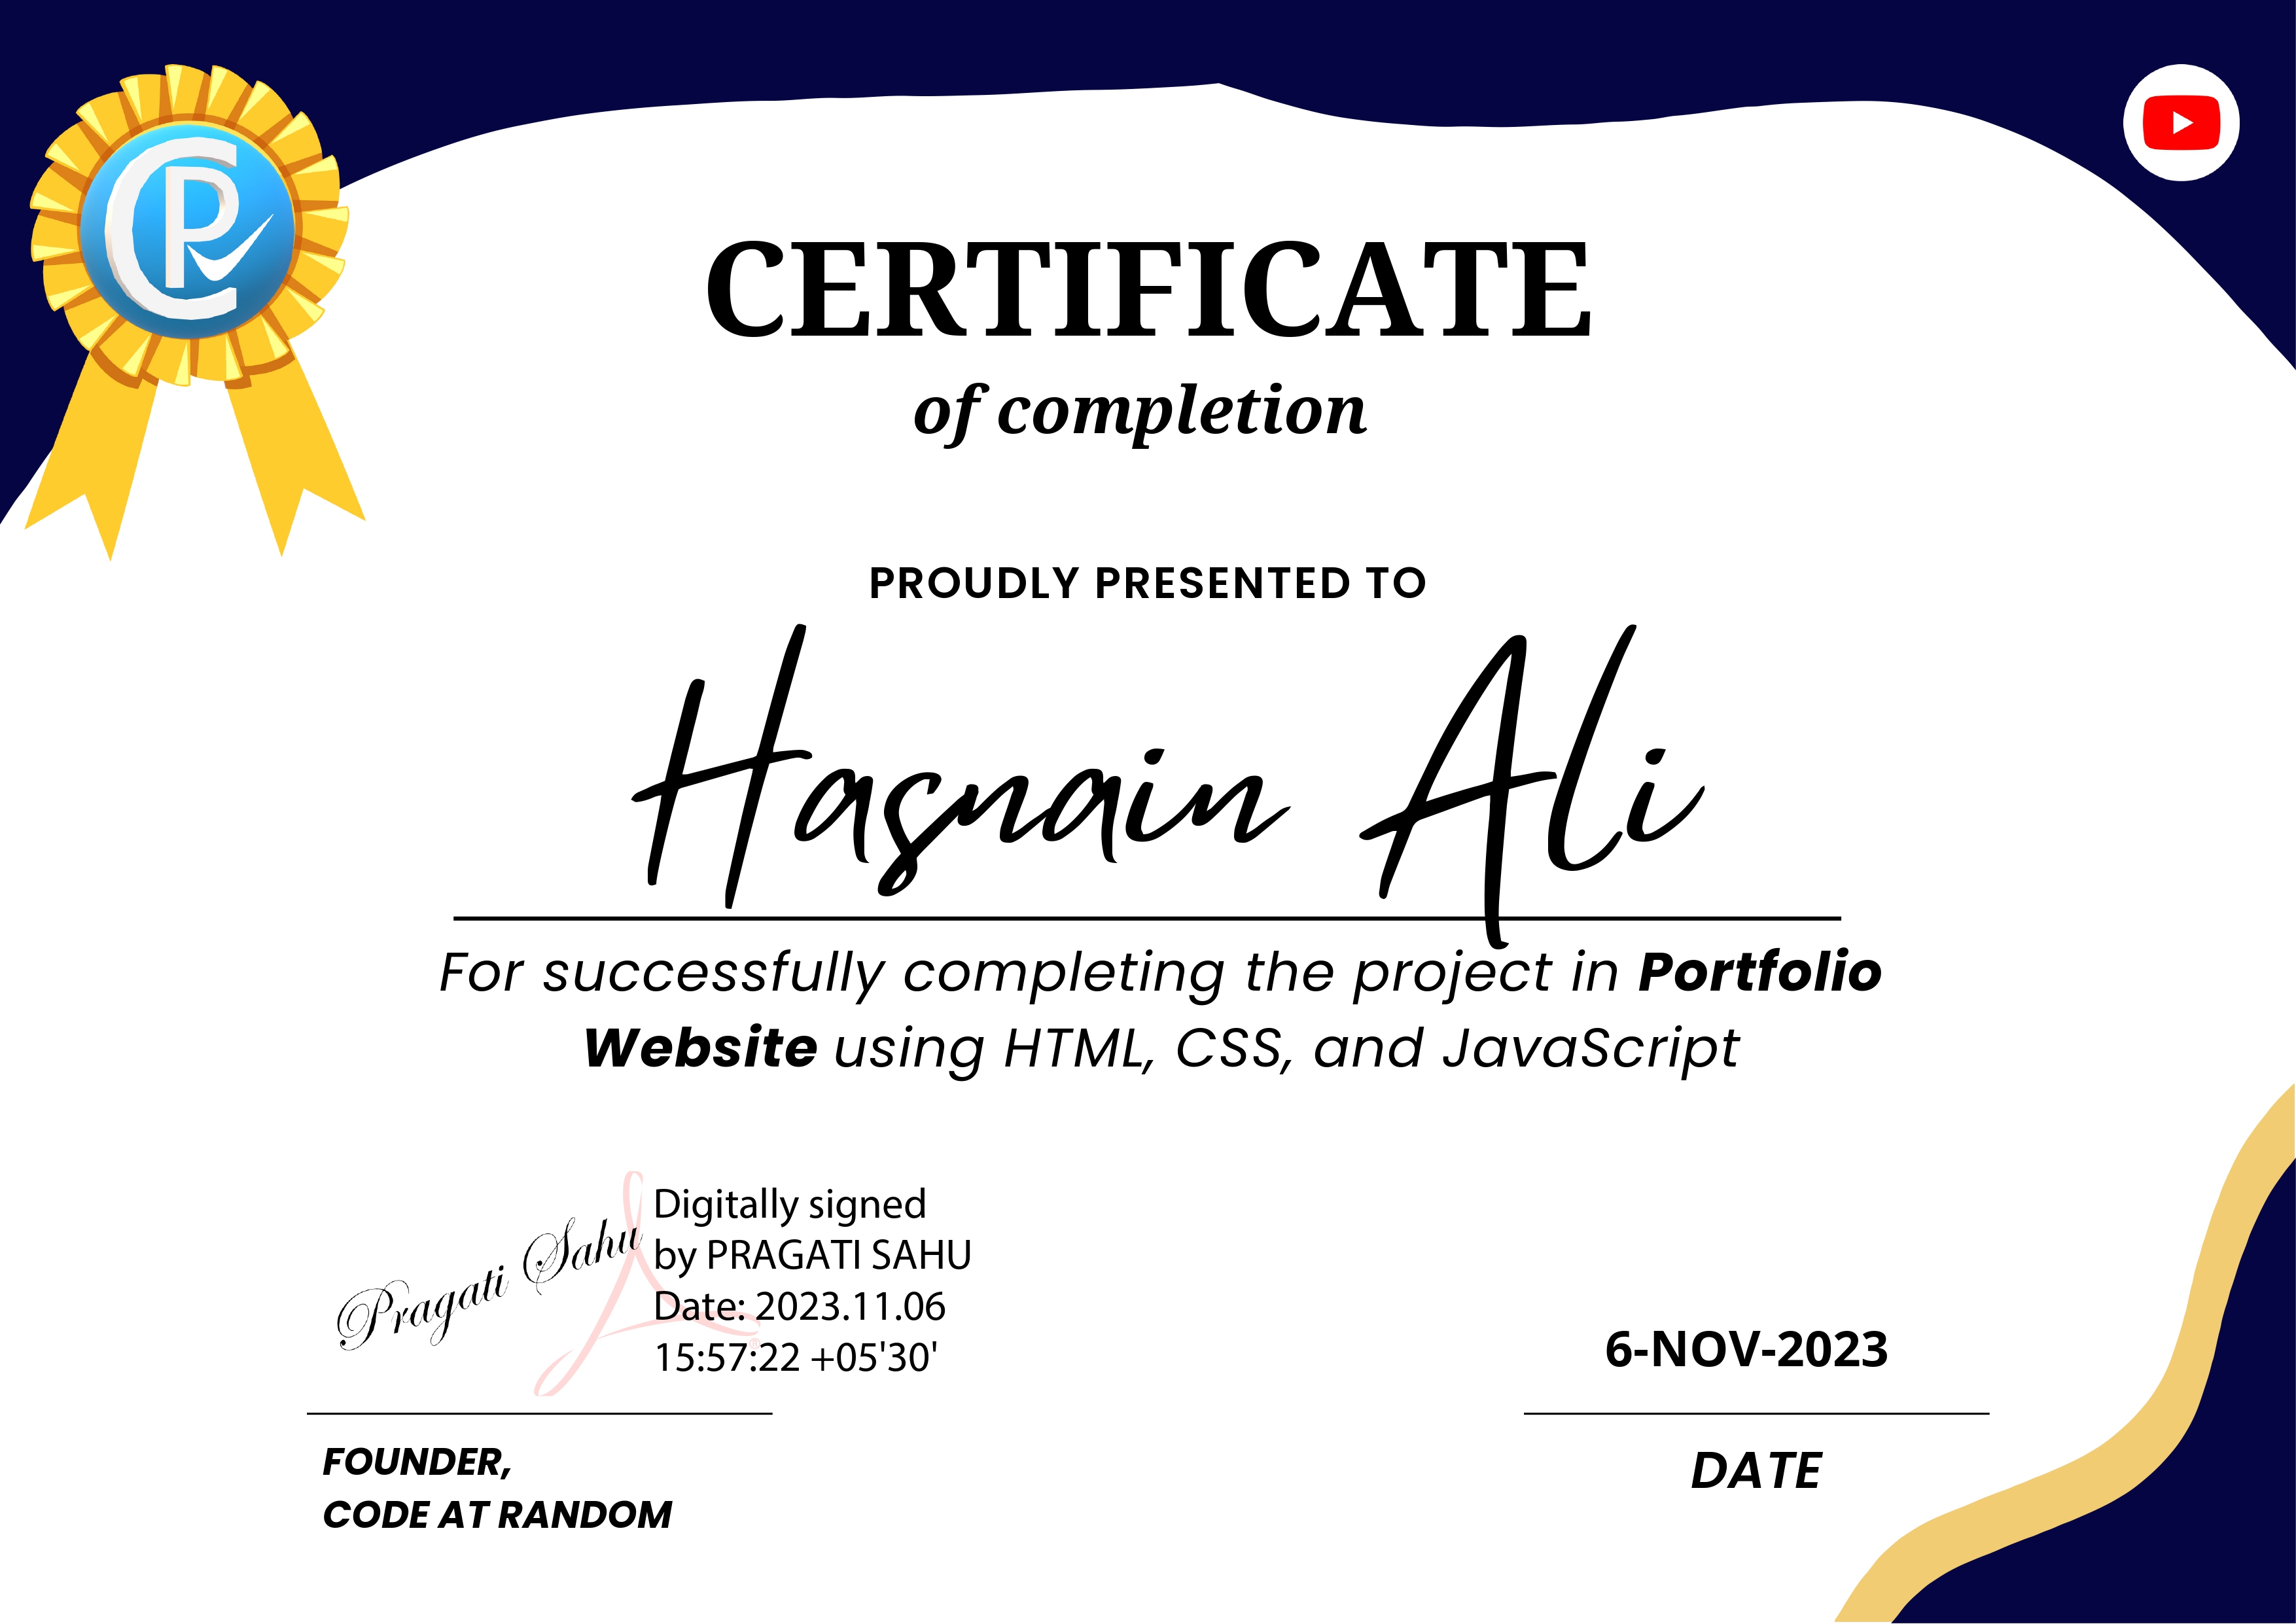 CP
CERTIFICATE
of completion
PROUDLY PRESENTED TO
Hasnain Ali
For successfully completing the project in Portfolio
Website using HTML, CSS, and JavaScript
Pragati Sahu
Digitally signed
by PRAGATI SAHU
Date: 2023.11.06
15:57:22 +05'30'
®
FOUNDER,
CODE AT RANDOM
6-NOV-2023
DATE